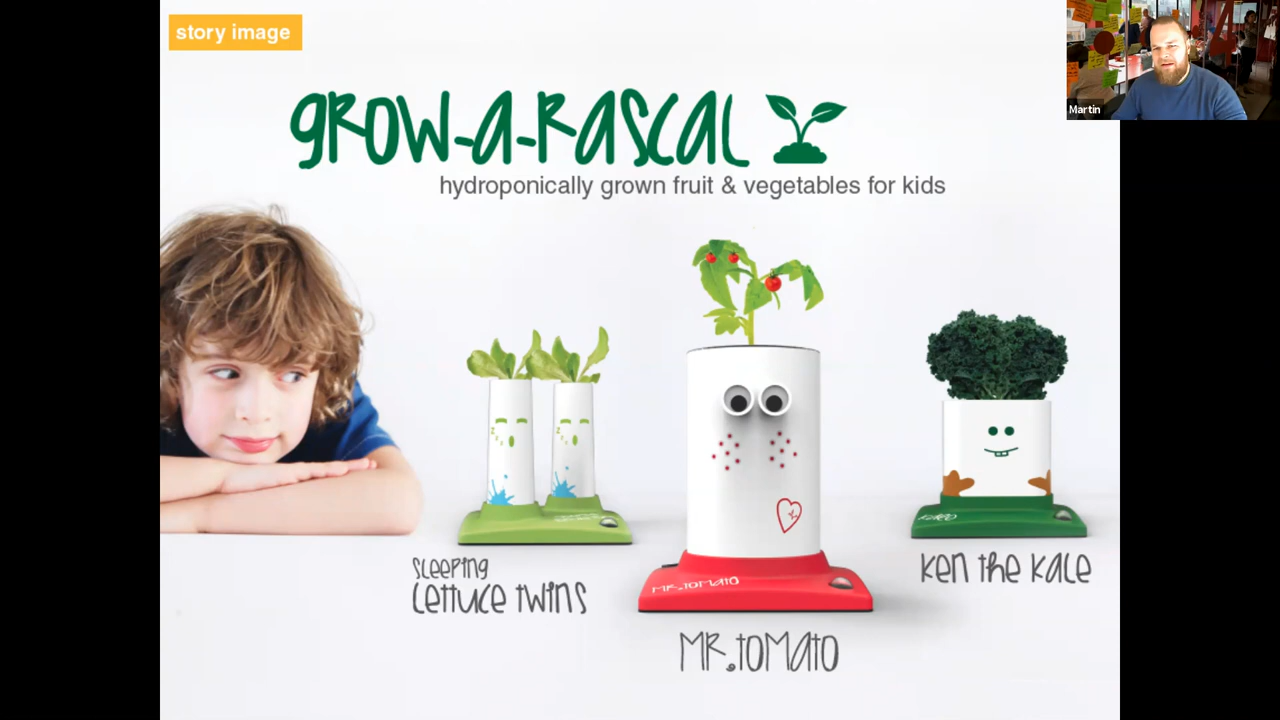 story image
Martin
GROW-a-RASCAL
hydroponically grown fruit & vegetables for kids
SLEEPING
LETTUCE TWINS
MR.TOMATO
MR.TOMATO
KEN THE KALE